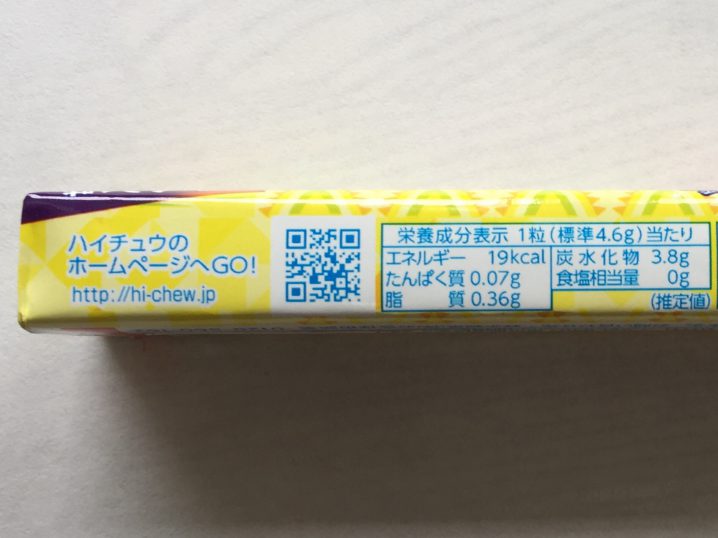 ハイチュウの
ホームページへGO!
http://hi-chew.jp
栄養成分表示 1粒(標準4.6g)当たり
エネルギー 19kcal
たんぱく質 0.07g
脂質 0.36g
炭水化物 3.8g
食塩相当量 0g
(推定値)